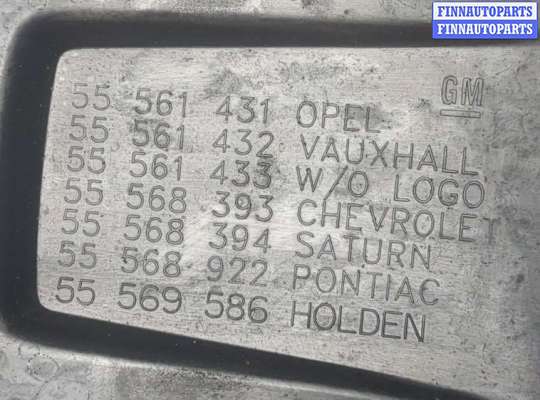 FINNAUTOPARTS
FINNAUTOPARTS
GM
55 561 431 OPEL
55 561 432 VAUXHALL
55 561 433 W/O LOGO
55 568 393 CHEVROLET
55 568 394 SATURN
55 568 922 PONTIAC
55 569 586 HOLDEN